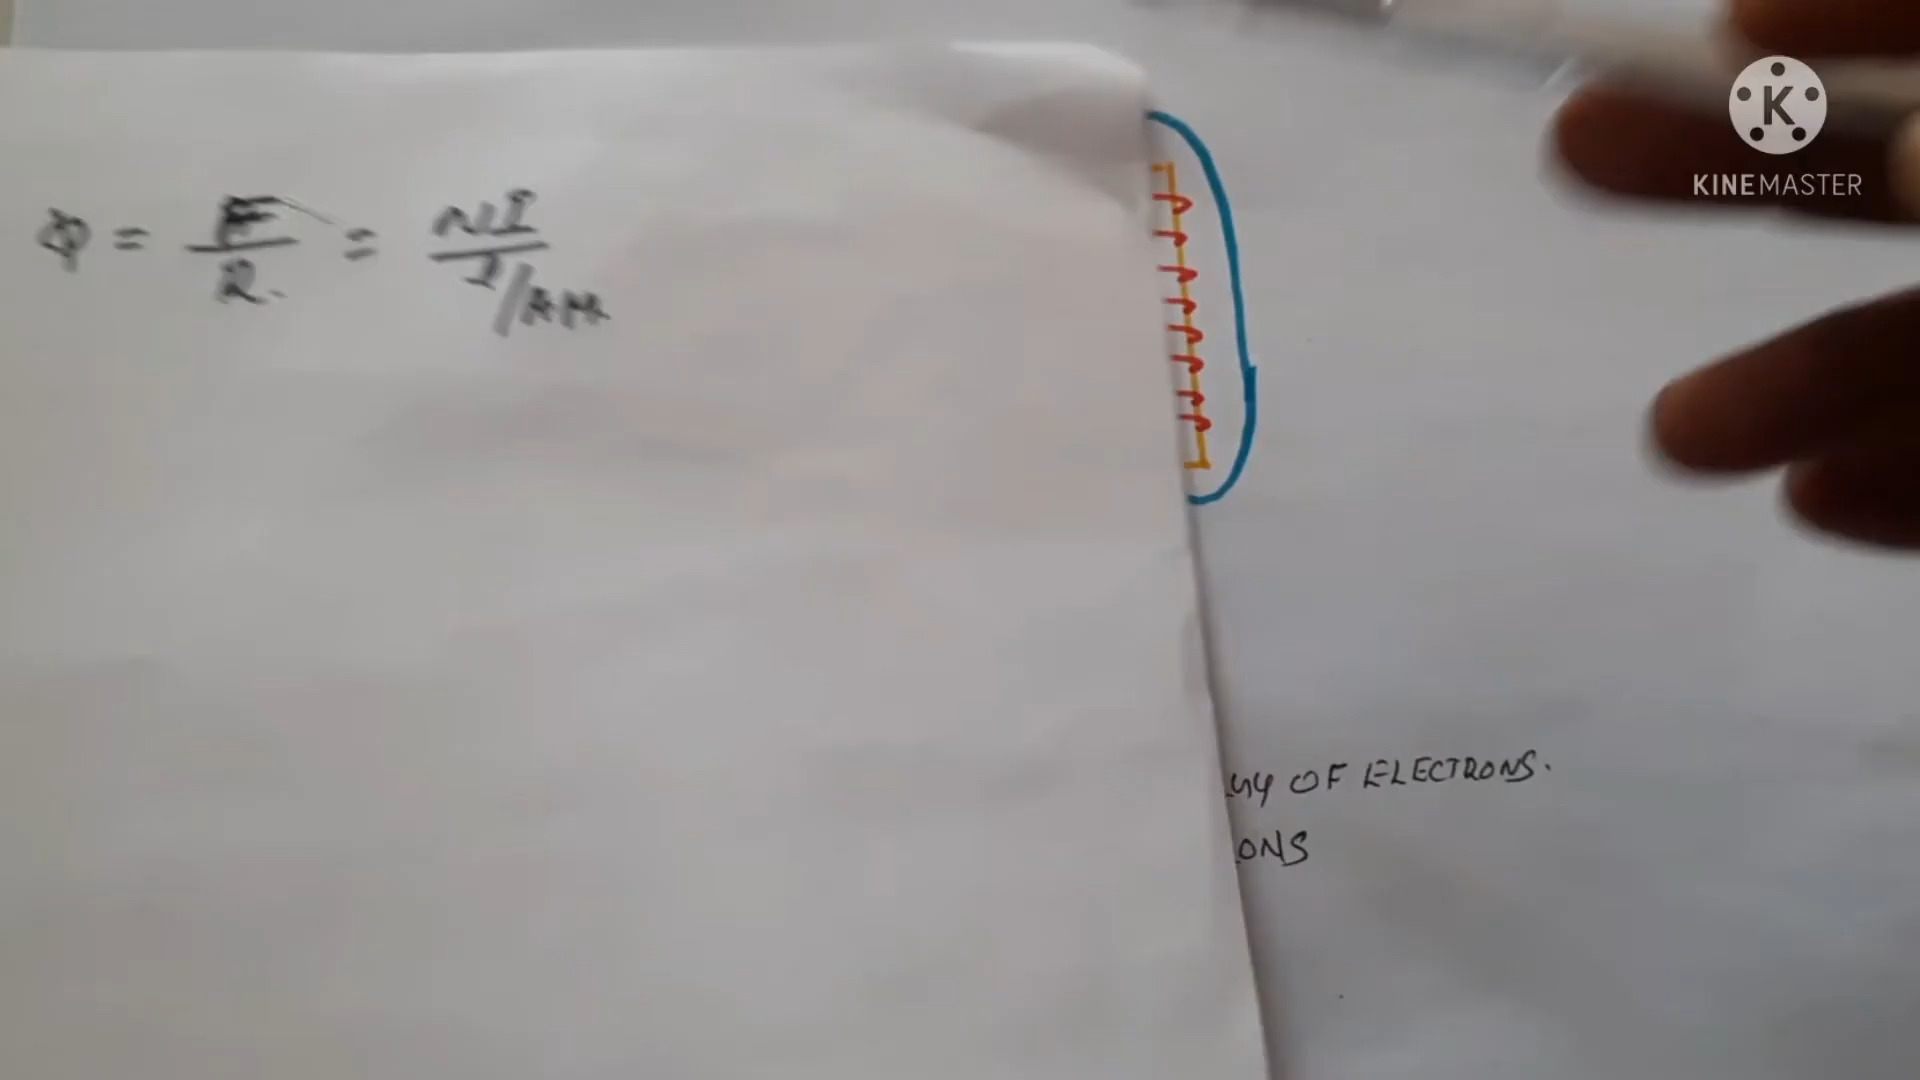 Φ = F/R. = NI/l/Aμ
OF ELECTRONS.
ONS
KINEMASTER